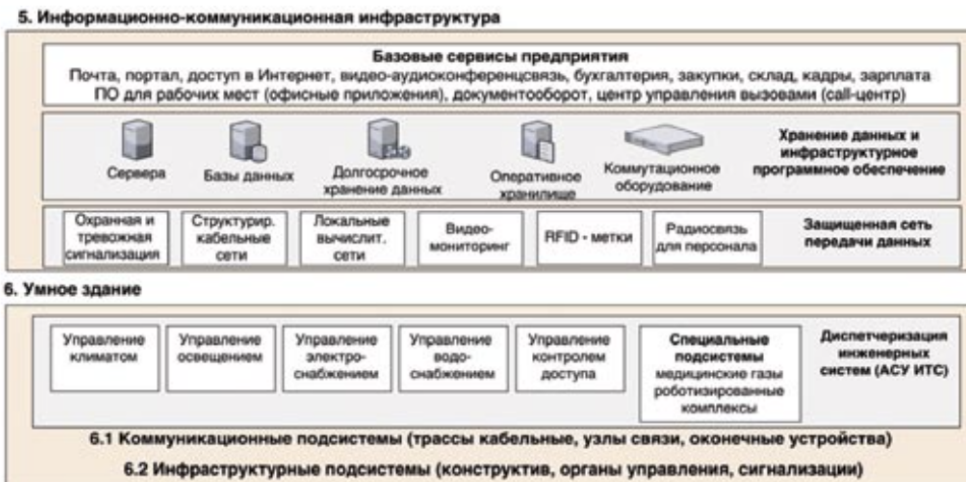 5. Информационно-коммуникационная инфраструктура
Базовые сервисы предприятия
Почта, портал, доступ в Интернет, видео-аудиоконференцсвязь, бухгалтерия, закупки, склад, кадры, зарплата
ПО для рабочих мест (офисные приложения), документооборот, центр управления вызовами (call-центр)
Сервера
Базы данных
Долгосрочное
хранение данных
Оперативное
хранилище
Коммутационное
оборудование
Хранение данных и
инфраструктурное
программное обеспечение
Охранная и
тревожная
сигнализация
Структурир.
кабельные
сети
Локальные
вычислит.
сети
Видео-
мониторинг
RFID - метки
Радиосвязь
для персонала
Защищенная сеть
передачи данных
6. Умное здание
Управление
климатом
Управление
освещением
Управление
электро-
снабжением
Управление
водо-
снабжением
Управление
контролем
доступа
Специальные
подсистемы
медицинские газы
роботизированные
комплексы
Диспетчеризация
инженерных
систем (АСУ ИТС)
6.1 Коммуникационные подсистемы (трассы кабельные, узлы связи, оконечные устройства)
6.2 Инфраструктурные подсистемы (конструктив, органы управления, сигнализации)